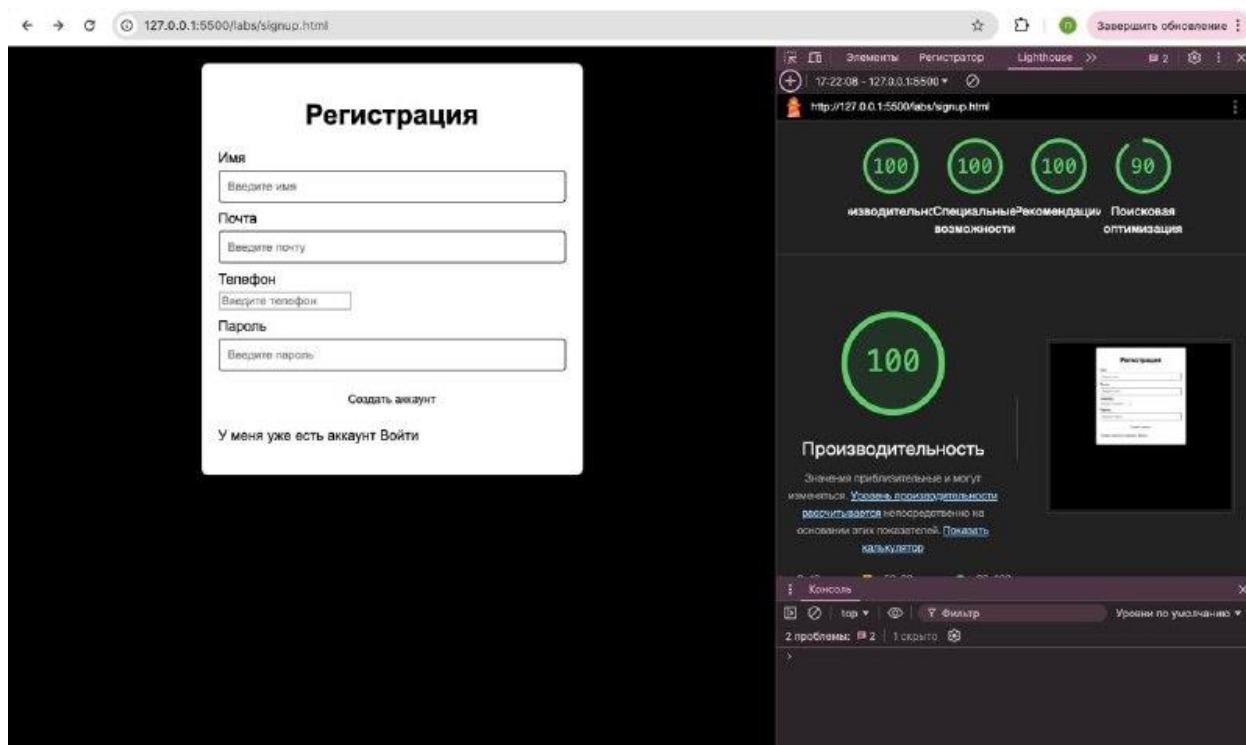 127.0.0.1:5500/labs/signup.html
Завершить обновление
Регистрация
Имя
Введите имя
Почта
Введите почту
Телефон
Введите телефон
Пароль
Введите пароль
Создать аккаунт
У меня уже есть аккаунт Войти
Элементы Регистратор Lighthouse
2
17:22:08 - 127.0.0.1:5500
http://127.0.0.1:5500/labs/signup.html
100 100 100 90
изводительно Специальные Рекомендации Поисковая
возможности оптимизация
100
Производительность
Значения приблизительные и могут
изменяться. Уровень производительности
рассчитывается непосредственно на
основании этих показателей. Показать
калькулятор
Регистрация
Консоль
top Фильтр Уровни по умолчанию
2 проблемы: 2 1 скрыто